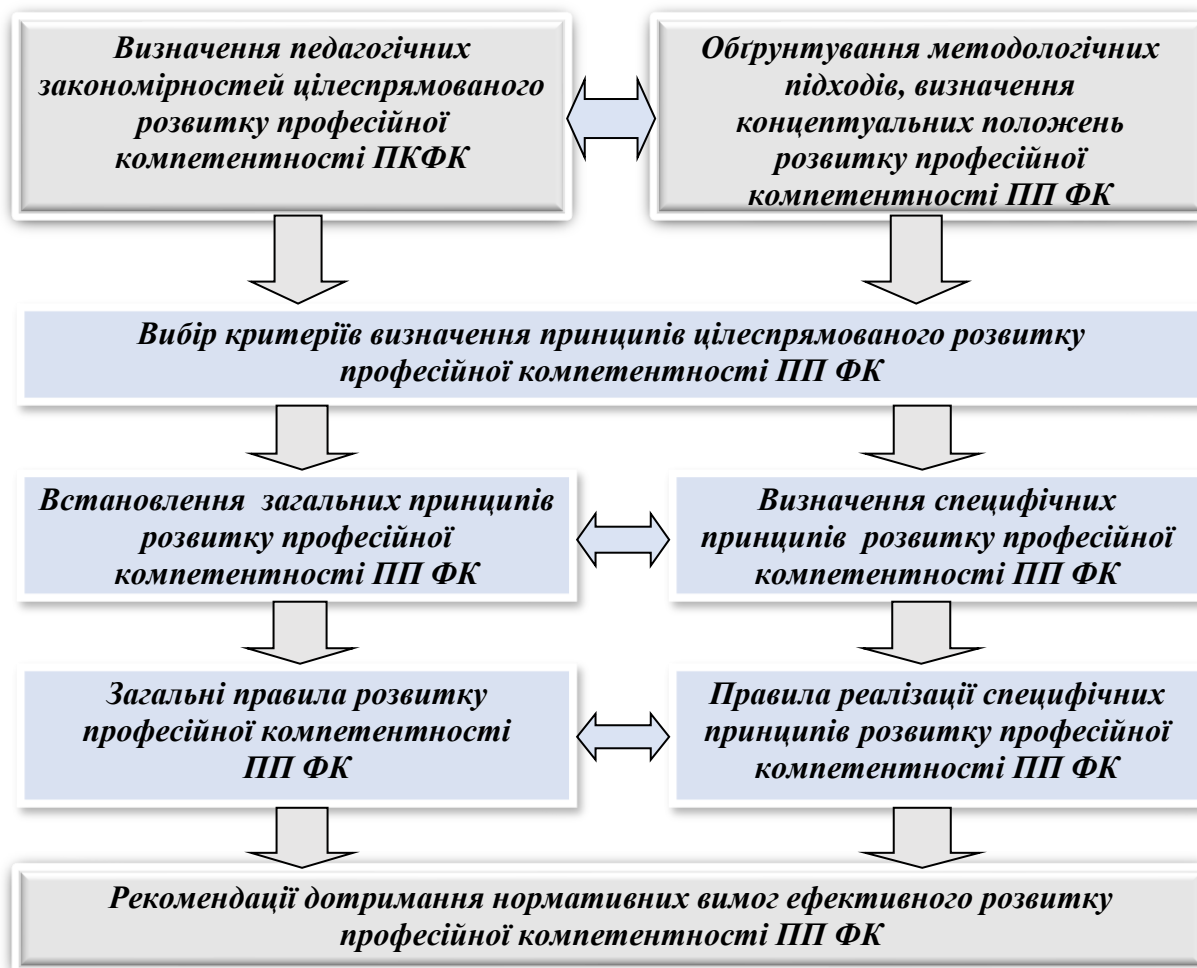 Визначення педагогічних
закономірностей цілеспрямованого
розвитку професійної
компетентності ПКФК
Обґрунтування методологічних
підходів, визначення
концептуальних положень
розвитку професійної
компетентності ПП ФК
Вибір критеріїв визначення принципів цілеспрямованого розвитку
професійної компетентності ПП ФК
Встановлення загальних принципів
розвитку професійної
компетентності ПП ФК
Визначення специфічних
принципів розвитку професійної
компетентності ПП ФК
Загальні правила розвитку
професійної компетентності
ПП ФК
Правила реалізації специфічних
принципів розвитку професійної
компетентності ПП ФК
Рекомендації дотримання нормативних вимог ефективного розвитку
професійної компетентності ПП ФК